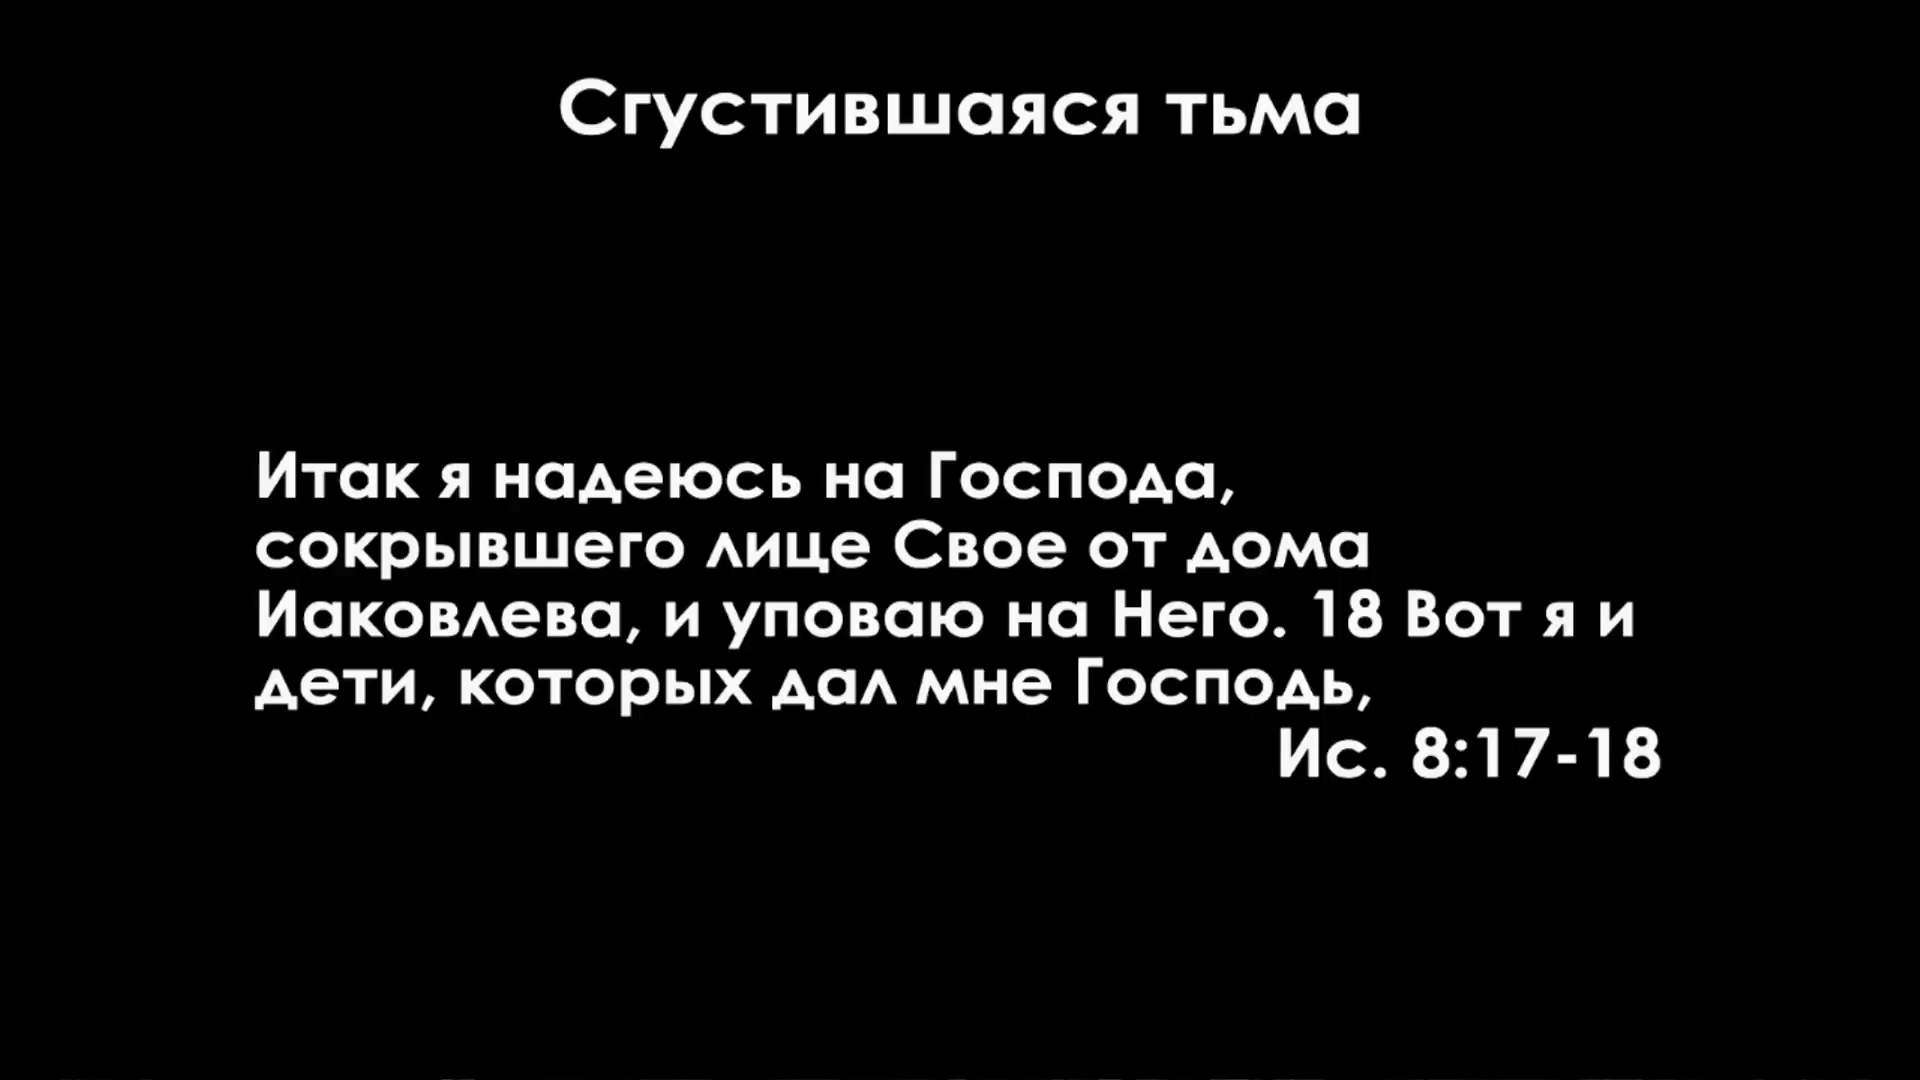 Сгустившаяся тьма
Итак я надеюсь на Господа,
сокрывшего лице Свое от дома
Иаковлева, и уповаю на Него. 18 Вот я и
дети, которых дал мне Господь,
Ис. 8:17-18